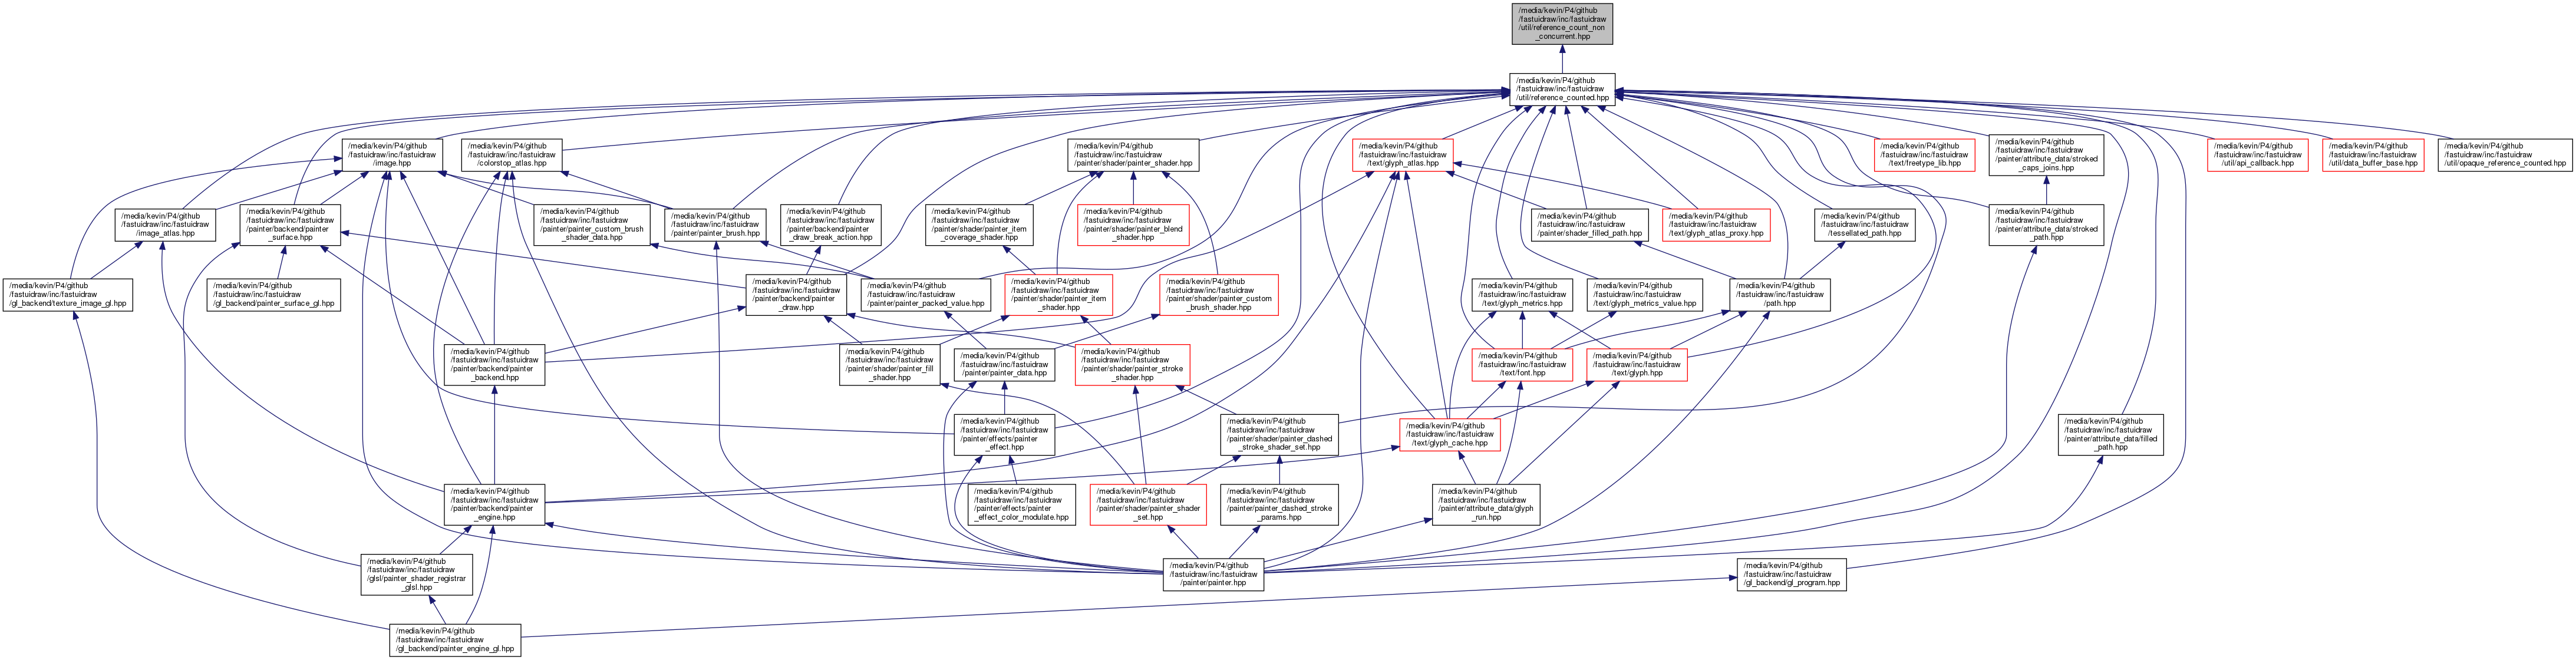 /media/kevin/P4/github
/fastuidraw/inc/fastuidraw
/util/reference_count_non
_concurrent.hpp
/media/kevin/P4/github
/fastuidraw/inc/fastuidraw
/util/reference_counted.hpp
/media/kevin/P4/github
/fastuidraw/inc/fastuidraw
/image.hpp
/media/kevin/P4/github
/fastuidraw/inc/fastuidraw
/colorstop_atlas.hpp
/media/kevin/P4/github
/fastuidraw/inc/fastuidraw
/painter/shader/painter_shader.hpp
/media/kevin/P4/github
/fastuidraw/inc/fastuidraw
/text/glyph_atlas.hpp
/media/kevin/P4/github
/fastuidraw/inc/fastuidraw
/text/freetype_lib.hpp
/media/kevin/P4/github
/fastuidraw/inc/fastuidraw
/painter/attribute_data/stroked
_caps_joins.hpp
/media/kevin/P4/github
/fastuidraw/inc/fastuidraw
/util/api_callback.hpp
/media/kevin/P4/github
/fastuidraw/inc/fastuidraw
/util/data_buffer_base.hpp
/media/kevin/P4/github
/fastuidraw/inc/fastuidraw
/util/opaque_reference_counted.hpp
/media/kevin/P4/github
/fastuidraw/inc/fastuidraw
/image_atlas.hpp
/media/kevin/P4/github
/fastuidraw/inc/fastuidraw
/painter/backend/painter
_surface.hpp
/media/kevin/P4/github
/fastuidraw/inc/fastuidraw
/painter/painter_custom_brush
_shader_data.hpp
/media/kevin/P4/github
/fastuidraw/inc/fastuidraw
/painter/painter_brush.hpp
/media/kevin/P4/github
/fastuidraw/inc/fastuidraw
/painter/backend/painter
_draw_break_action.hpp
/media/kevin/P4/github
/fastuidraw/inc/fastuidraw
/painter/shader/painter_item
_coverage_shader.hpp
/media/kevin/P4/github
/fastuidraw/inc/fastuidraw
/painter/shader/painter_blend
_shader.hpp
/media/kevin/P4/github
/fastuidraw/inc/fastuidraw
/painter/shader_filled_path.hpp
/media/kevin/P4/github
/fastuidraw/inc/fastuidraw
/text/glyph_atlas_proxy.hpp
/media/kevin/P4/github
/fastuidraw/inc/fastuidraw
/tessellated_path.hpp
/media/kevin/P4/github
/fastuidraw/inc/fastuidraw
/painter/attribute_data/stroked
_path.hpp
/media/kevin/P4/github
/fastuidraw/inc/fastuidraw
/gl_backend/texture_image_gl.hpp
/media/kevin/P4/github
/fastuidraw/inc/fastuidraw
/gl_backend/painter_surface_gl.hpp
/media/kevin/P4/github
/fastuidraw/inc/fastuidraw
/painter/backend/painter
_draw.hpp
/media/kevin/P4/github
/fastuidraw/inc/fastuidraw
/painter/painter_packed_value.hpp
/media/kevin/P4/github
/fastuidraw/inc/fastuidraw
/painter/shader/painter_item
_shader.hpp
/media/kevin/P4/github
/fastuidraw/inc/fastuidraw
/painter/shader/painter_custom
_brush_shader.hpp
/media/kevin/P4/github
/fastuidraw/inc/fastuidraw
/text/glyph_metrics.hpp
/media/kevin/P4/github
/fastuidraw/inc/fastuidraw
/text/glyph_metrics_value.hpp
/media/kevin/P4/github
/fastuidraw/inc/fastuidraw
/path.hpp
/media/kevin/P4/github
/fastuidraw/inc/fastuidraw
/painter/backend/painter
_backend.hpp
/media/kevin/P4/github
/fastuidraw/inc/fastuidraw
/painter/shader/painter_fill
_shader.hpp
/media/kevin/P4/github
/fastuidraw/inc/fastuidraw
/painter/painter_data.hpp
/media/kevin/P4/github
/fastuidraw/inc/fastuidraw
/painter/shader/painter_stroke
_shader.hpp
/media/kevin/P4/github
/fastuidraw/inc/fastuidraw
/text/font.hpp
/media/kevin/P4/github
/fastuidraw/inc/fastuidraw
/text/glyph.hpp
/media/kevin/P4/github
/fastuidraw/inc/fastuidraw
/painter/effects/painter
_effect.hpp
/media/kevin/P4/github
/fastuidraw/inc/fastuidraw
/painter/shader/painter_dashed
_stroke_shader_set.hpp
/media/kevin/P4/github
/fastuidraw/inc/fastuidraw
/text/glyph_cache.hpp
/media/kevin/P4/github
/fastuidraw/inc/fastuidraw
/painter/attribute_data/filled
_path.hpp
/media/kevin/P4/github
/fastuidraw/inc/fastuidraw
/painter/backend/painter
_engine.hpp
/media/kevin/P4/github
/fastuidraw/inc/fastuidraw
/painter/effects/painter
_effect_color_modulate.hpp
/media/kevin/P4/github
/fastuidraw/inc/fastuidraw
/painter/shader/painter_shader
_set.hpp
/media/kevin/P4/github
/fastuidraw/inc/fastuidraw
/painter/painter_dashed_stroke
_params.hpp
/media/kevin/P4/github
/fastuidraw/inc/fastuidraw
/painter/attribute_data/glyph
_run.hpp
/media/kevin/P4/github
/fastuidraw/inc/fastuidraw
/glsl/painter_shader_registrar
_glsl.hpp
/media/kevin/P4/github
/fastuidraw/inc/fastuidraw
/painter/painter.hpp
/media/kevin/P4/github
/fastuidraw/inc/fastuidraw
/gl_backend/gl_program.hpp
/media/kevin/P4/github
/fastuidraw/inc/fastuidraw
/gl_backend/painter_engine_gl.hpp